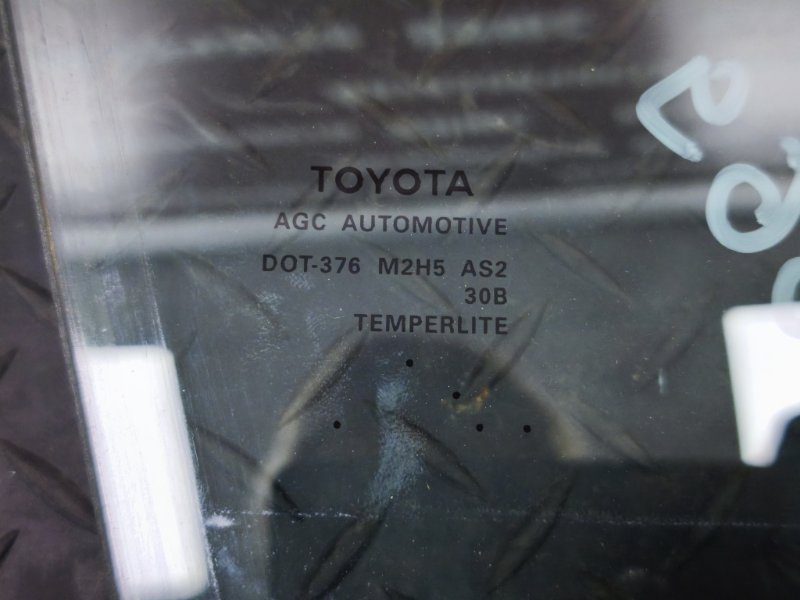 TOYOTA
AGC AUTOMOTIVE
DOT-376 M2H5 AS2
30B
TEMPERLITE